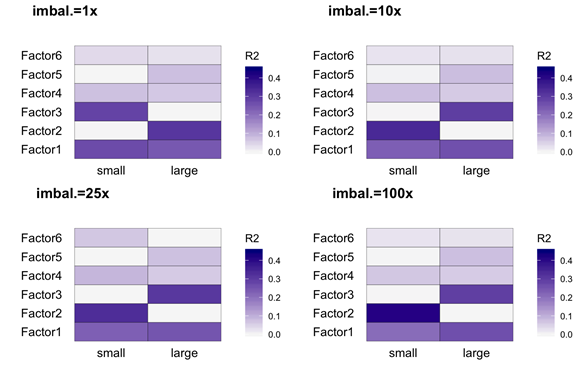 imbal.=1x
Factor6
Factor5
Factor4
Factor3
Factor2
Factor1
small large
R2
0.4
0.3
0.2
0.1
0.0
imbal.=10x
Factor6
Factor5
Factor4
Factor3
Factor2
Factor1
small large
R2
0.4
0.3
0.2
0.1
0.0
imbal.=25x
Factor6
Factor5
Factor4
Factor3
Factor2
Factor1
small large
R2
0.4
0.3
0.2
0.1
0.0
imbal.=100x
Factor6
Factor5
Factor4
Factor3
Factor2
Factor1
small large
R2
0.4
0.3
0.2
0.1
0.0